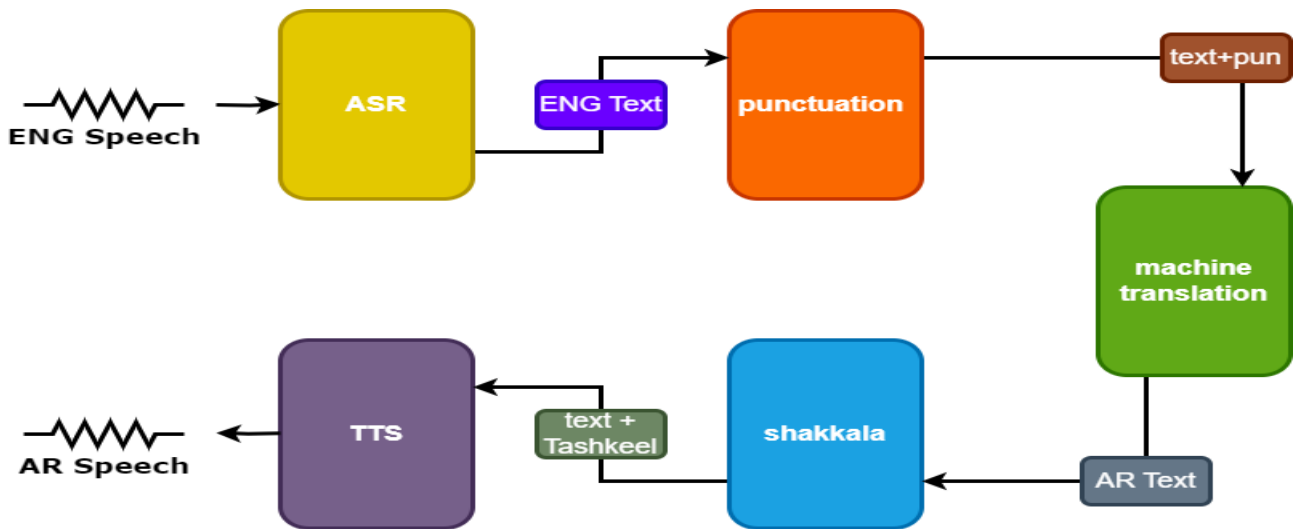 ENG Speech
ASR
ENG Text
punctuation
text+pun
machine
translation
AR Text
shakkala
text +
Tashkeel
TTS
AR Speech